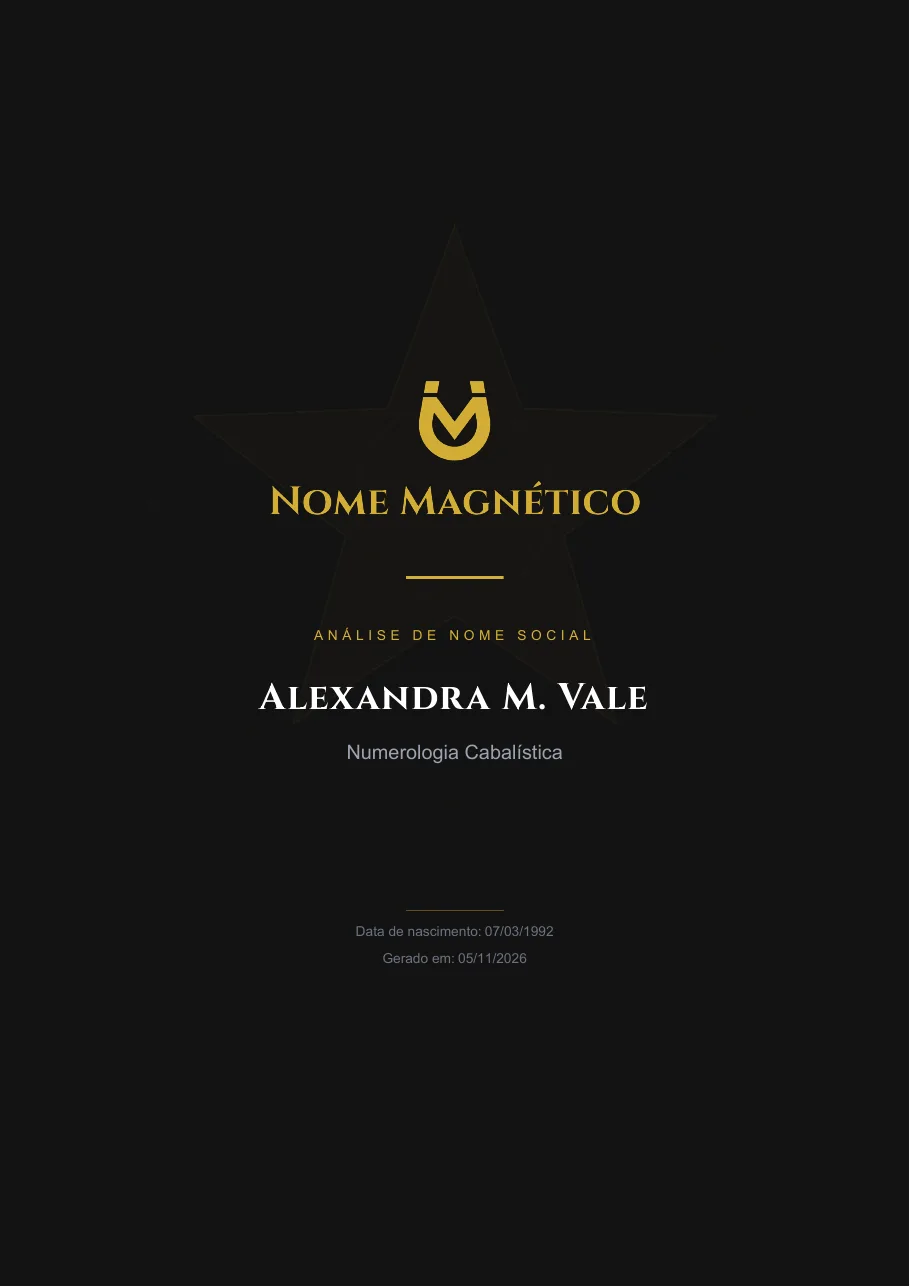 Nome Magnético
ANÁLISE DE NOME SOCIAL
Alexandra M. Vale
Numerologia Cabalística
Data de nascimento: 07/03/1992
Gerado em: 05/11/2026